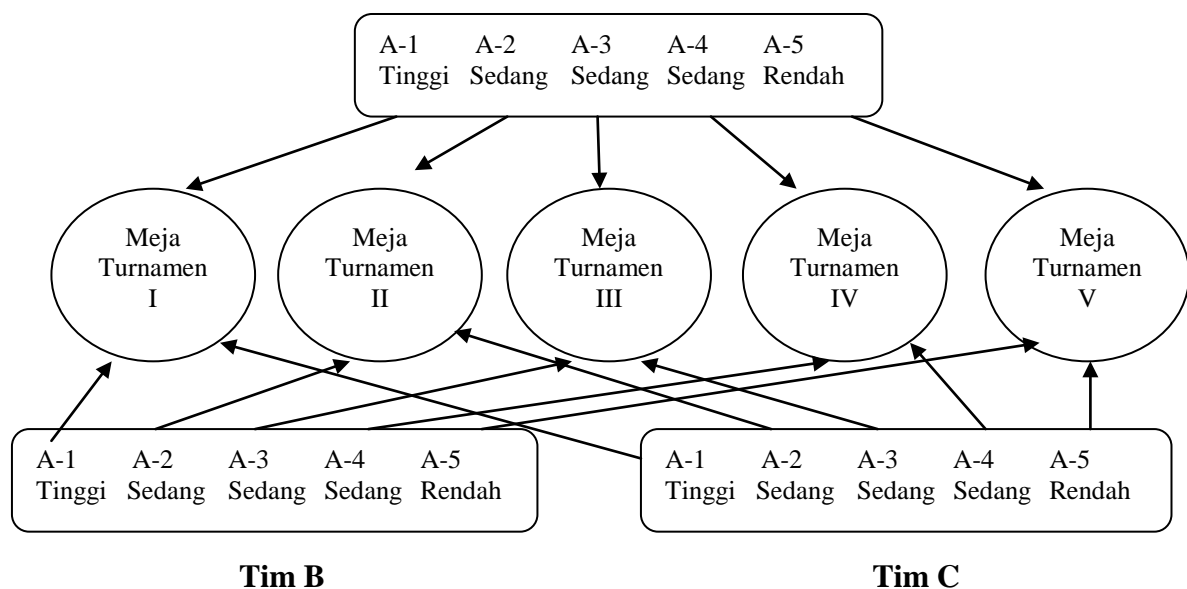 A-1 A-2 A-3 A-4 A-5
Tinggi Sedang Sedang Sedang Rendah
Meja
Turnamen
I
Meja
Turnamen
II
Meja
Turnamen
III
Meja
Turnamen
IV
Meja
Turnamen
V
A-1 A-2 A-3 A-4 A-5
Tinggi Sedang Sedang Sedang Rendah
A-1 A-2 A-3 A-4 A-5
Tinggi Sedang Sedang Sedang Rendah
Tim B
Tim C